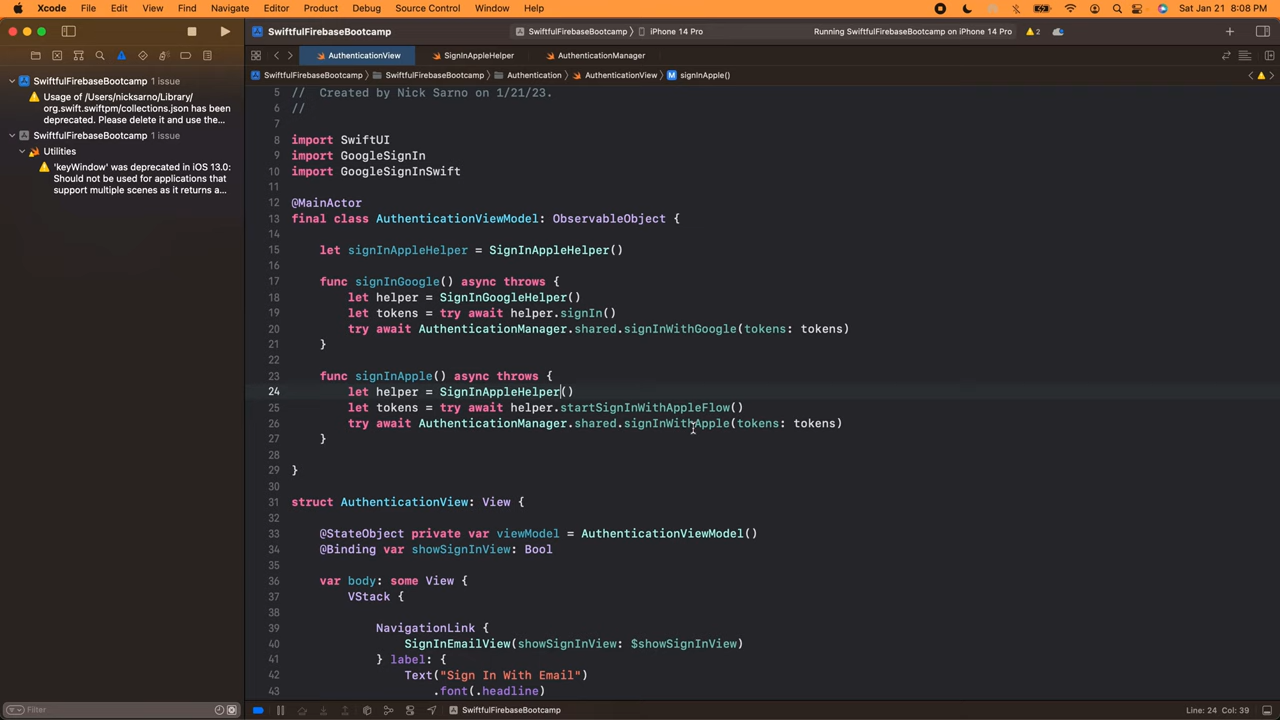 Xcode File Edit View Find Navigate Editor Product Debug Source Control Window Help Sat Jan 21 8:08 PM
SwiftfulFirebaseBootcamp SwiftfulFirebaseBootcamp iPhone 14 Pro Running SwiftfulFirebaseBootcamp on iPhone 14 Pro 2
AuthenticationView SignInAppleHelper AuthenticationManager
SwiftfulFirebaseBootcamp SwiftfulFirebaseBootcamp Authentication AuthenticationView M signInApple()
SwiftfulFirebaseBootcamp 1 issue
Usage of /Users/nicksarno/Library/
org.swift.swiftpm/collections.json has been
deprecated. Please delete it and use the...
SwiftfulFirebaseBootcamp 1 issue
Utilities
'keyWindow' was deprecated in iOS 13.0:
Should not be used for applications that
support multiple scenes as it returns a...
5 // Created by Nick Sarno on 1/21/23.
6 //
7
8 import SwiftUI
9 import GoogleSignIn
10 import GoogleSignInSwift
11
12 @MainActor
13 final class AuthenticationViewModel: ObservableObject {
14
15 let signInAppleHelper = SignInAppleHelper()
16
17 func signInGoogle() async throws {
18 let helper = SignInGoogleHelper()
19 let tokens = try await helper.signIn()
20 try await AuthenticationManager.shared.signInWithGoogle(tokens: tokens)
21 }
22
23 func signInApple() async throws {
24 let helper = SignInAppleHelper()
25 let tokens = try await helper.startSignInWithAppleFlow()
26 try await AuthenticationManager.shared.signInWithApple(tokens: tokens)
27 }
28
29 }
30
31 struct AuthenticationView: View {
32
33 @StateObject private var viewModel = AuthenticationViewModel()
34 @Binding var showSignInView: Bool
35
36 var body: some View {
37 VStack {
38
39 NavigationLink {
40 SignInEmailView(showSignInView: $showSignInView)
41 } label: {
42 Text("Sign In With Email")
43 .font(.headline)
Filter SwiftfulFirebaseBootcamp Line: 24 Col: 39